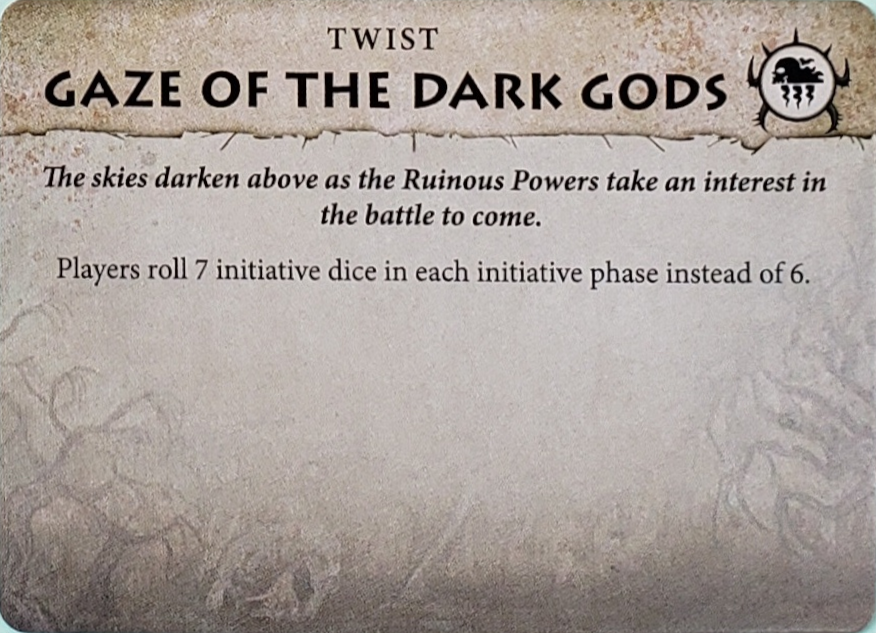 TWIST
GAZE OF THE DARK GODS
The skies darken above as the Ruinous Powers take an interest in
the battle to come.
Players roll 7 initiative dice in each initiative phase instead of 6.